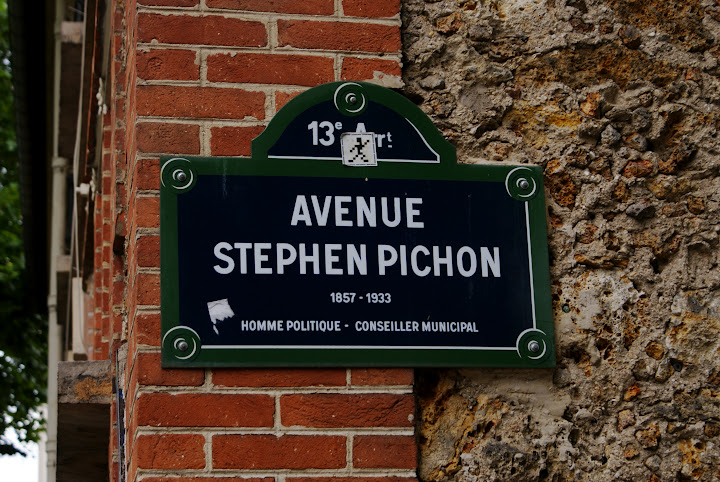 13e Arrt
AVENUE
STEPHEN PICHON
1857 - 1933
HOMME POLITIQUE - CONSEILLER MUNICIPAL